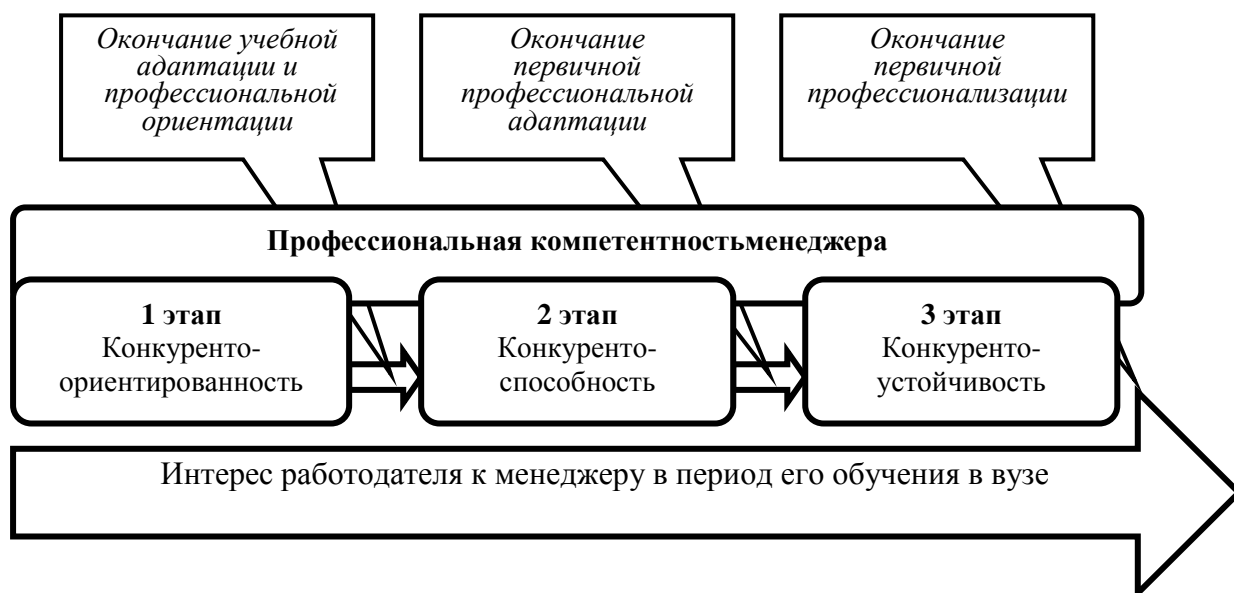 Окончание учебной
адаптации и
профессиональной
ориентации
Окончание
первичной
профессиональной
адаптации
Окончание
первичной
профессионализации
Профессиональная компетентностьменеджера
1 этап
Конкуренто-
ориентированность
2 этап
Конкуренто-
способность
3 этап
Конкуренто-
устойчивость
Интерес работодателя к менеджеру в период его обучения в вузе